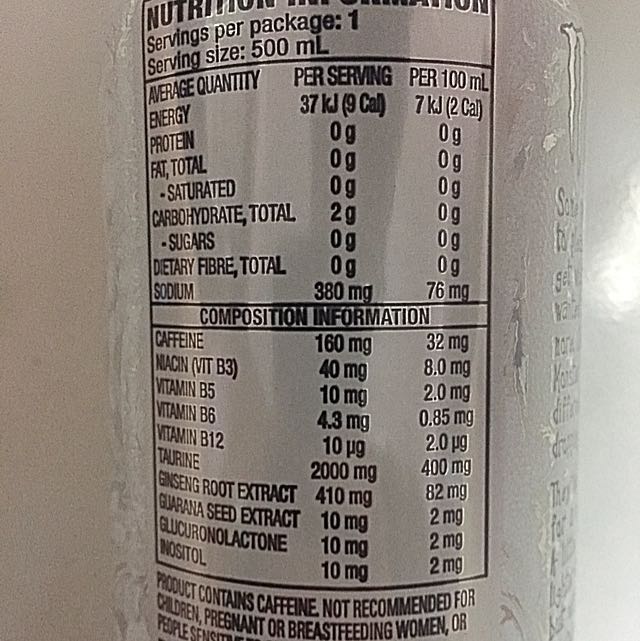 NUTRITION INFORMATION
Servings per package: 1
Serving size: 500 mL
AVERAGE QUANTITY PER SERVING PER 100 mL
ENERGY 37 kJ (9 Cal) 7 kJ (2 Cal)
PROTEIN 0 g 0 g
FAT, TOTAL 0 g 0 g
- SATURATED 0 g 0 g
CARBOHYDRATE, TOTAL 2 g 0 g
- SUGARS 0 g 0 g
DIETARY FIBRE, TOTAL 0 g 0 g
SODIUM 380 mg 76 mg
COMPOSITION INFORMATION
CAFFEINE 160 mg 32 mg
NIACIN (VIT B3) 40 mg 8.0 mg
VITAMIN B5 10 mg 2.0 mg
VITAMIN B6 4.3 mg 0.85 mg
VITAMIN B12 10 µg 2.0 µg
TAURINE 2000 mg 400 mg
GINSENG ROOT EXTRACT 410 mg 82 mg
GUARANA SEED EXTRACT 10 mg 2 mg
GLUCURONOLACTONE 10 mg 2 mg
INOSITOL 10 mg 2 mg
PRODUCT CONTAINS CAFFEINE. NOT RECOMMENDED FOR
CHILDREN, PREGNANT OR BREASTFEEDING WOMEN, OR
PEOPLE